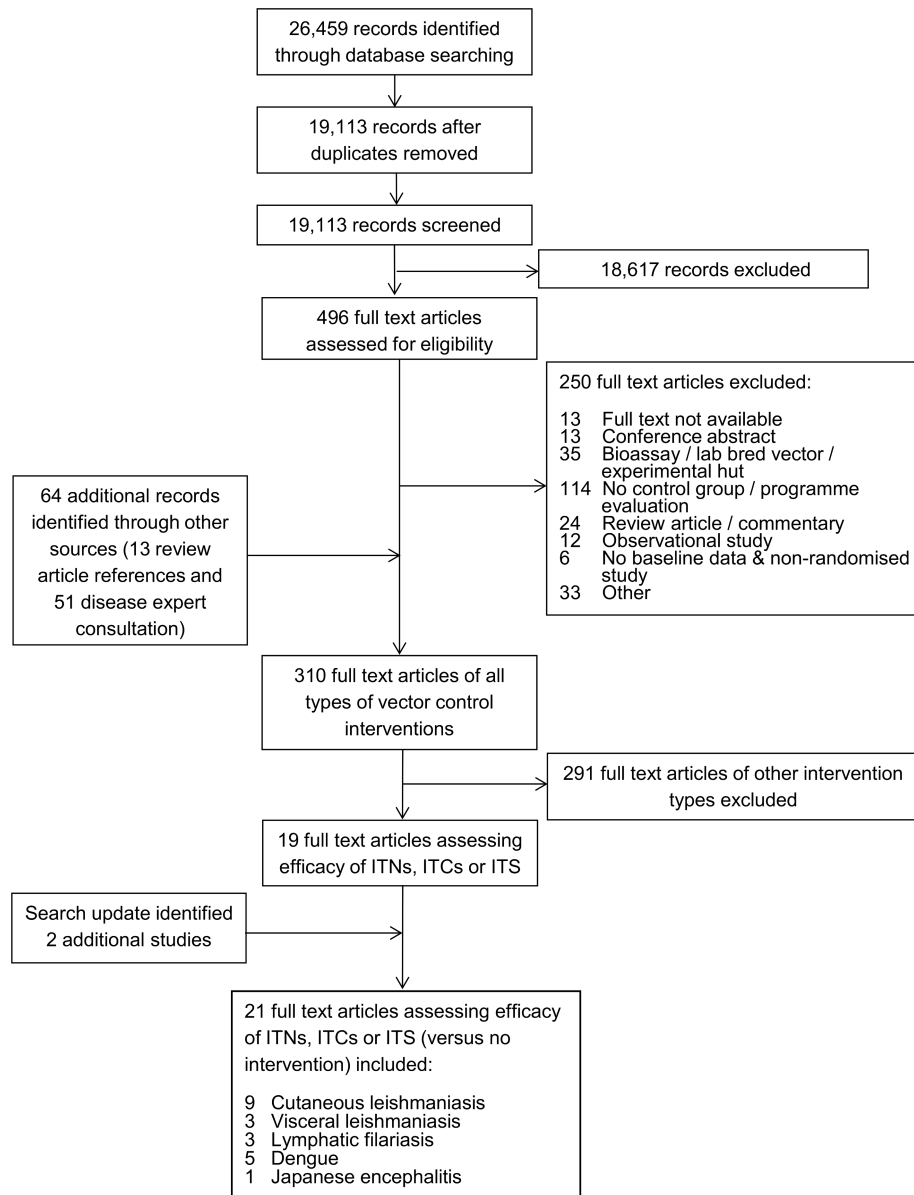 26,459 records identified
through database searching
19,113 records after
duplicates removed
19,113 records screened
18,617 records excluded
496 full text articles
assessed for eligibility
250 full text articles excluded:
13 Full text not available
13 Conference abstract
35 Bioassay / lab bred vector /
experimental hut
114 No control group / programme
evaluation
24 Review article / commentary
12 Observational study
6 No baseline data & non-randomised
study
33 Other
64 additional records
identified through other
sources (13 review
article references and
51 disease expert
consultation)
310 full text articles of all
types of vector control
interventions
291 full text articles of other intervention
types excluded
19 full text articles assessing
efficacy of ITNs, ITCs or ITS
Search update identified
2 additional studies
21 full text articles assessing efficacy
of ITNs, ITCs or ITS (versus no
intervention) included:
9 Cutaneous leishmaniasis
3 Visceral leishmaniasis
3 Lymphatic filariasis
5 Dengue
1 Japanese encephalitis